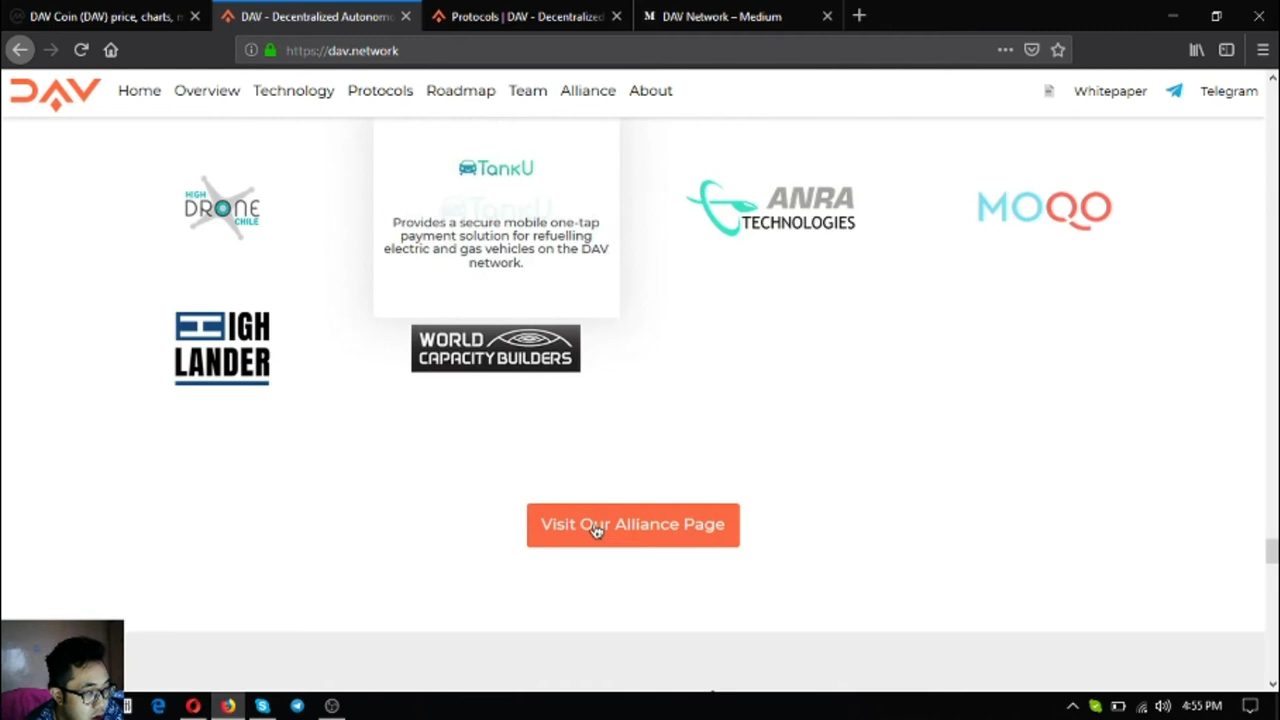 DAV Coin (DAV) price, charts, m
DAV - Decentralized Autonomo
Protocols | DAV - Decentralized
M DAV Network – Medium
https://dav.network
DAV Home Overview Technology Protocols Roadmap Team Alliance About Whitepaper Telegram
HIGH
DRONE
CHILE
TankU
TankU
Provides a secure mobile one-tap
payment solution for refuelling
electric and gas vehicles on the DAV
network.
ANRA
TECHNOLOGIES
MOQO
HIGH
LANDER
WORLD
CAPACITY BUILDERS
Visit Our Alliance Page
4:55 PM